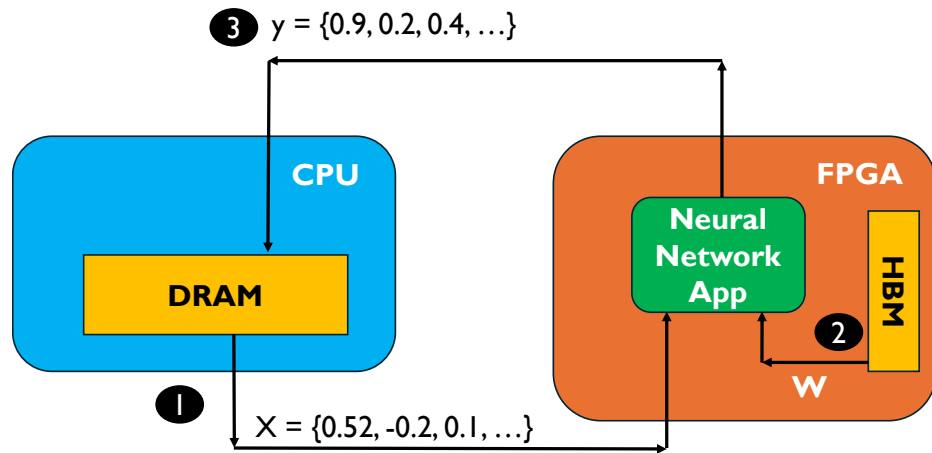 3 y = {0.9, 0.2, 0.4, …}
CPU
FPGA
Neural
Network
App
HBM
DRAM
2
W
1
X = {0.52, -0.2, 0.1, …}